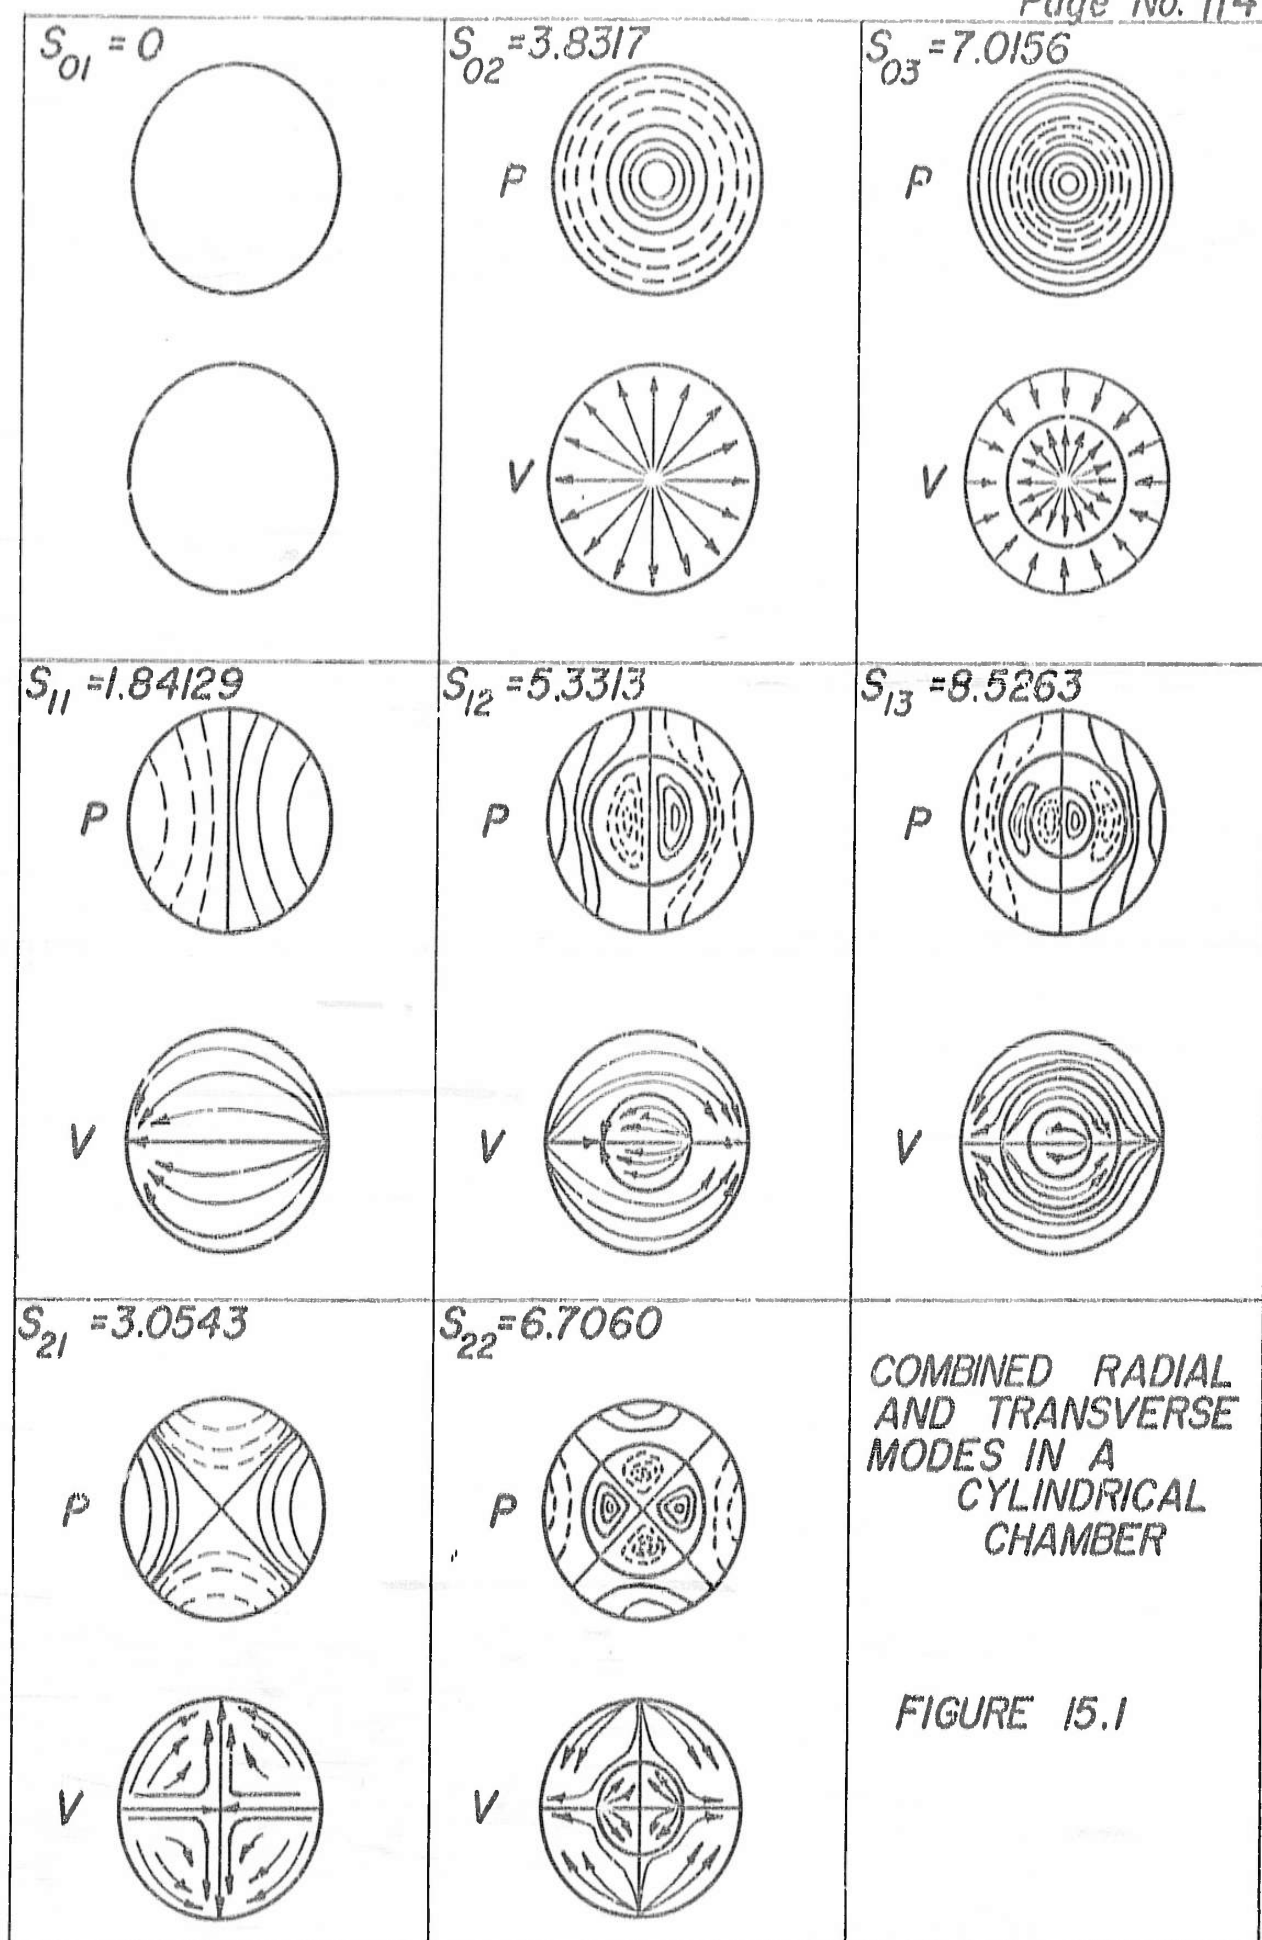 Page No. 114
S01 = 0
S02 = 3.8317
S03 = 7.0156
P
P
V
V
S11 = 1.84129
S12 = 5.3313
S13 = 8.5263
P
P
P
V
V
V
S21 = 3.0543
S22 = 6.7060
P
P
V
V
COMBINED RADIAL
AND TRANSVERSE
MODES IN A
CYLINDRICAL
CHAMBER
FIGURE 15.1